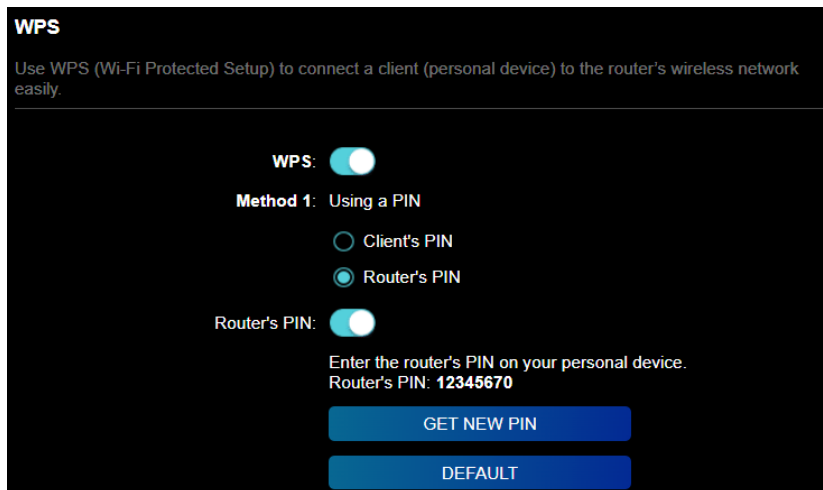 WPS
Use WPS (Wi-Fi Protected Setup) to connect a client (personal device) to the router's wireless network
easily.
WPS:
Method 1: Using a PIN
Client's PIN
Router's PIN
Router's PIN:
Enter the router's PIN on your personal device.
Router's PIN: 12345670
GET NEW PIN
DEFAULT